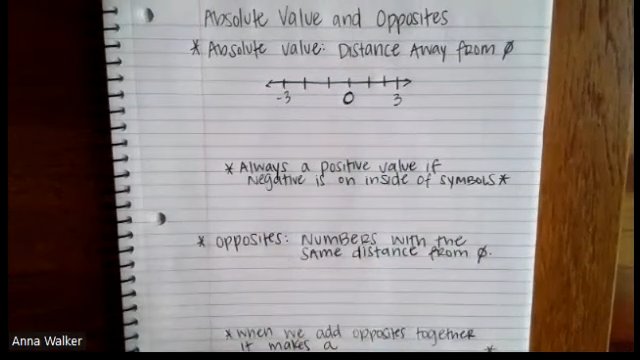 Absolute Value and Opposites
* Absolute value: Distance Away from Ø
-3 0 3
* Always a positive value if
Negative is on inside of SYMBOLS *
* Opposites: Numbers with the
same distance from Ø.
* when we add opposites together
it makes a
*
Anna Walker